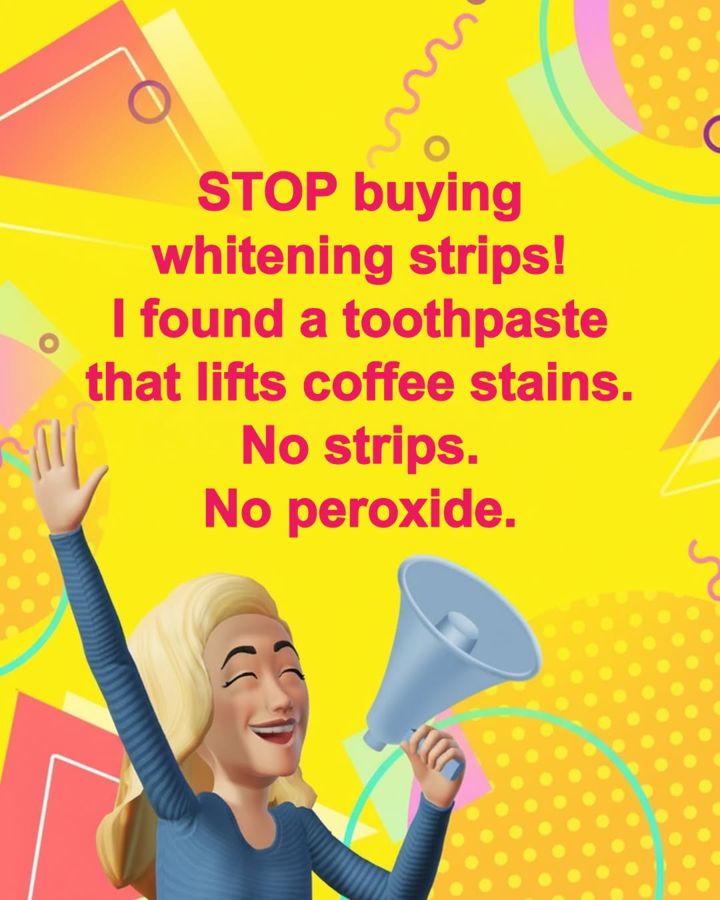 STOP buying
whitening strips!
I found a toothpaste
that lifts coffee stains.
No strips.
No peroxide.